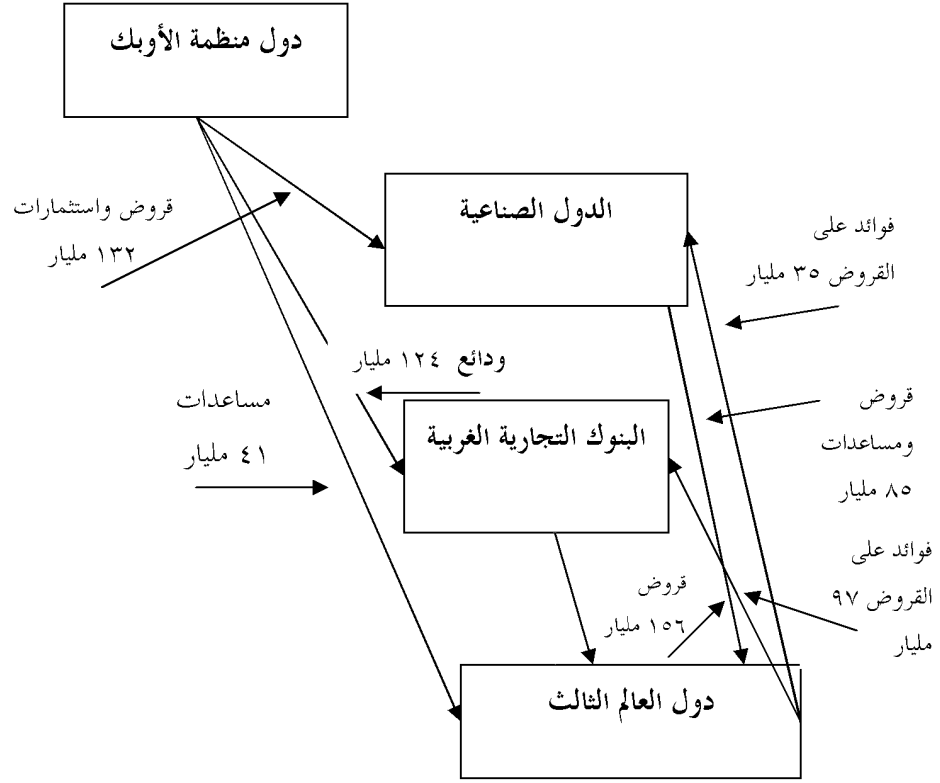 دول منظمة الأوبك
الدول الصناعية
قروض واستثمارات
١٣٢ مليار
فوائد على
القروض ٣٥ مليار
ودائع ١٢٤ مليار
مساعدات
٤١ مليار
قروض
ومساعدات
٨٥ مليار
البنوك التجارية الغربية
فوائد على
القروض ٩٧
مليار
قروض
١٥٦ مليار
دول العالم الثالث